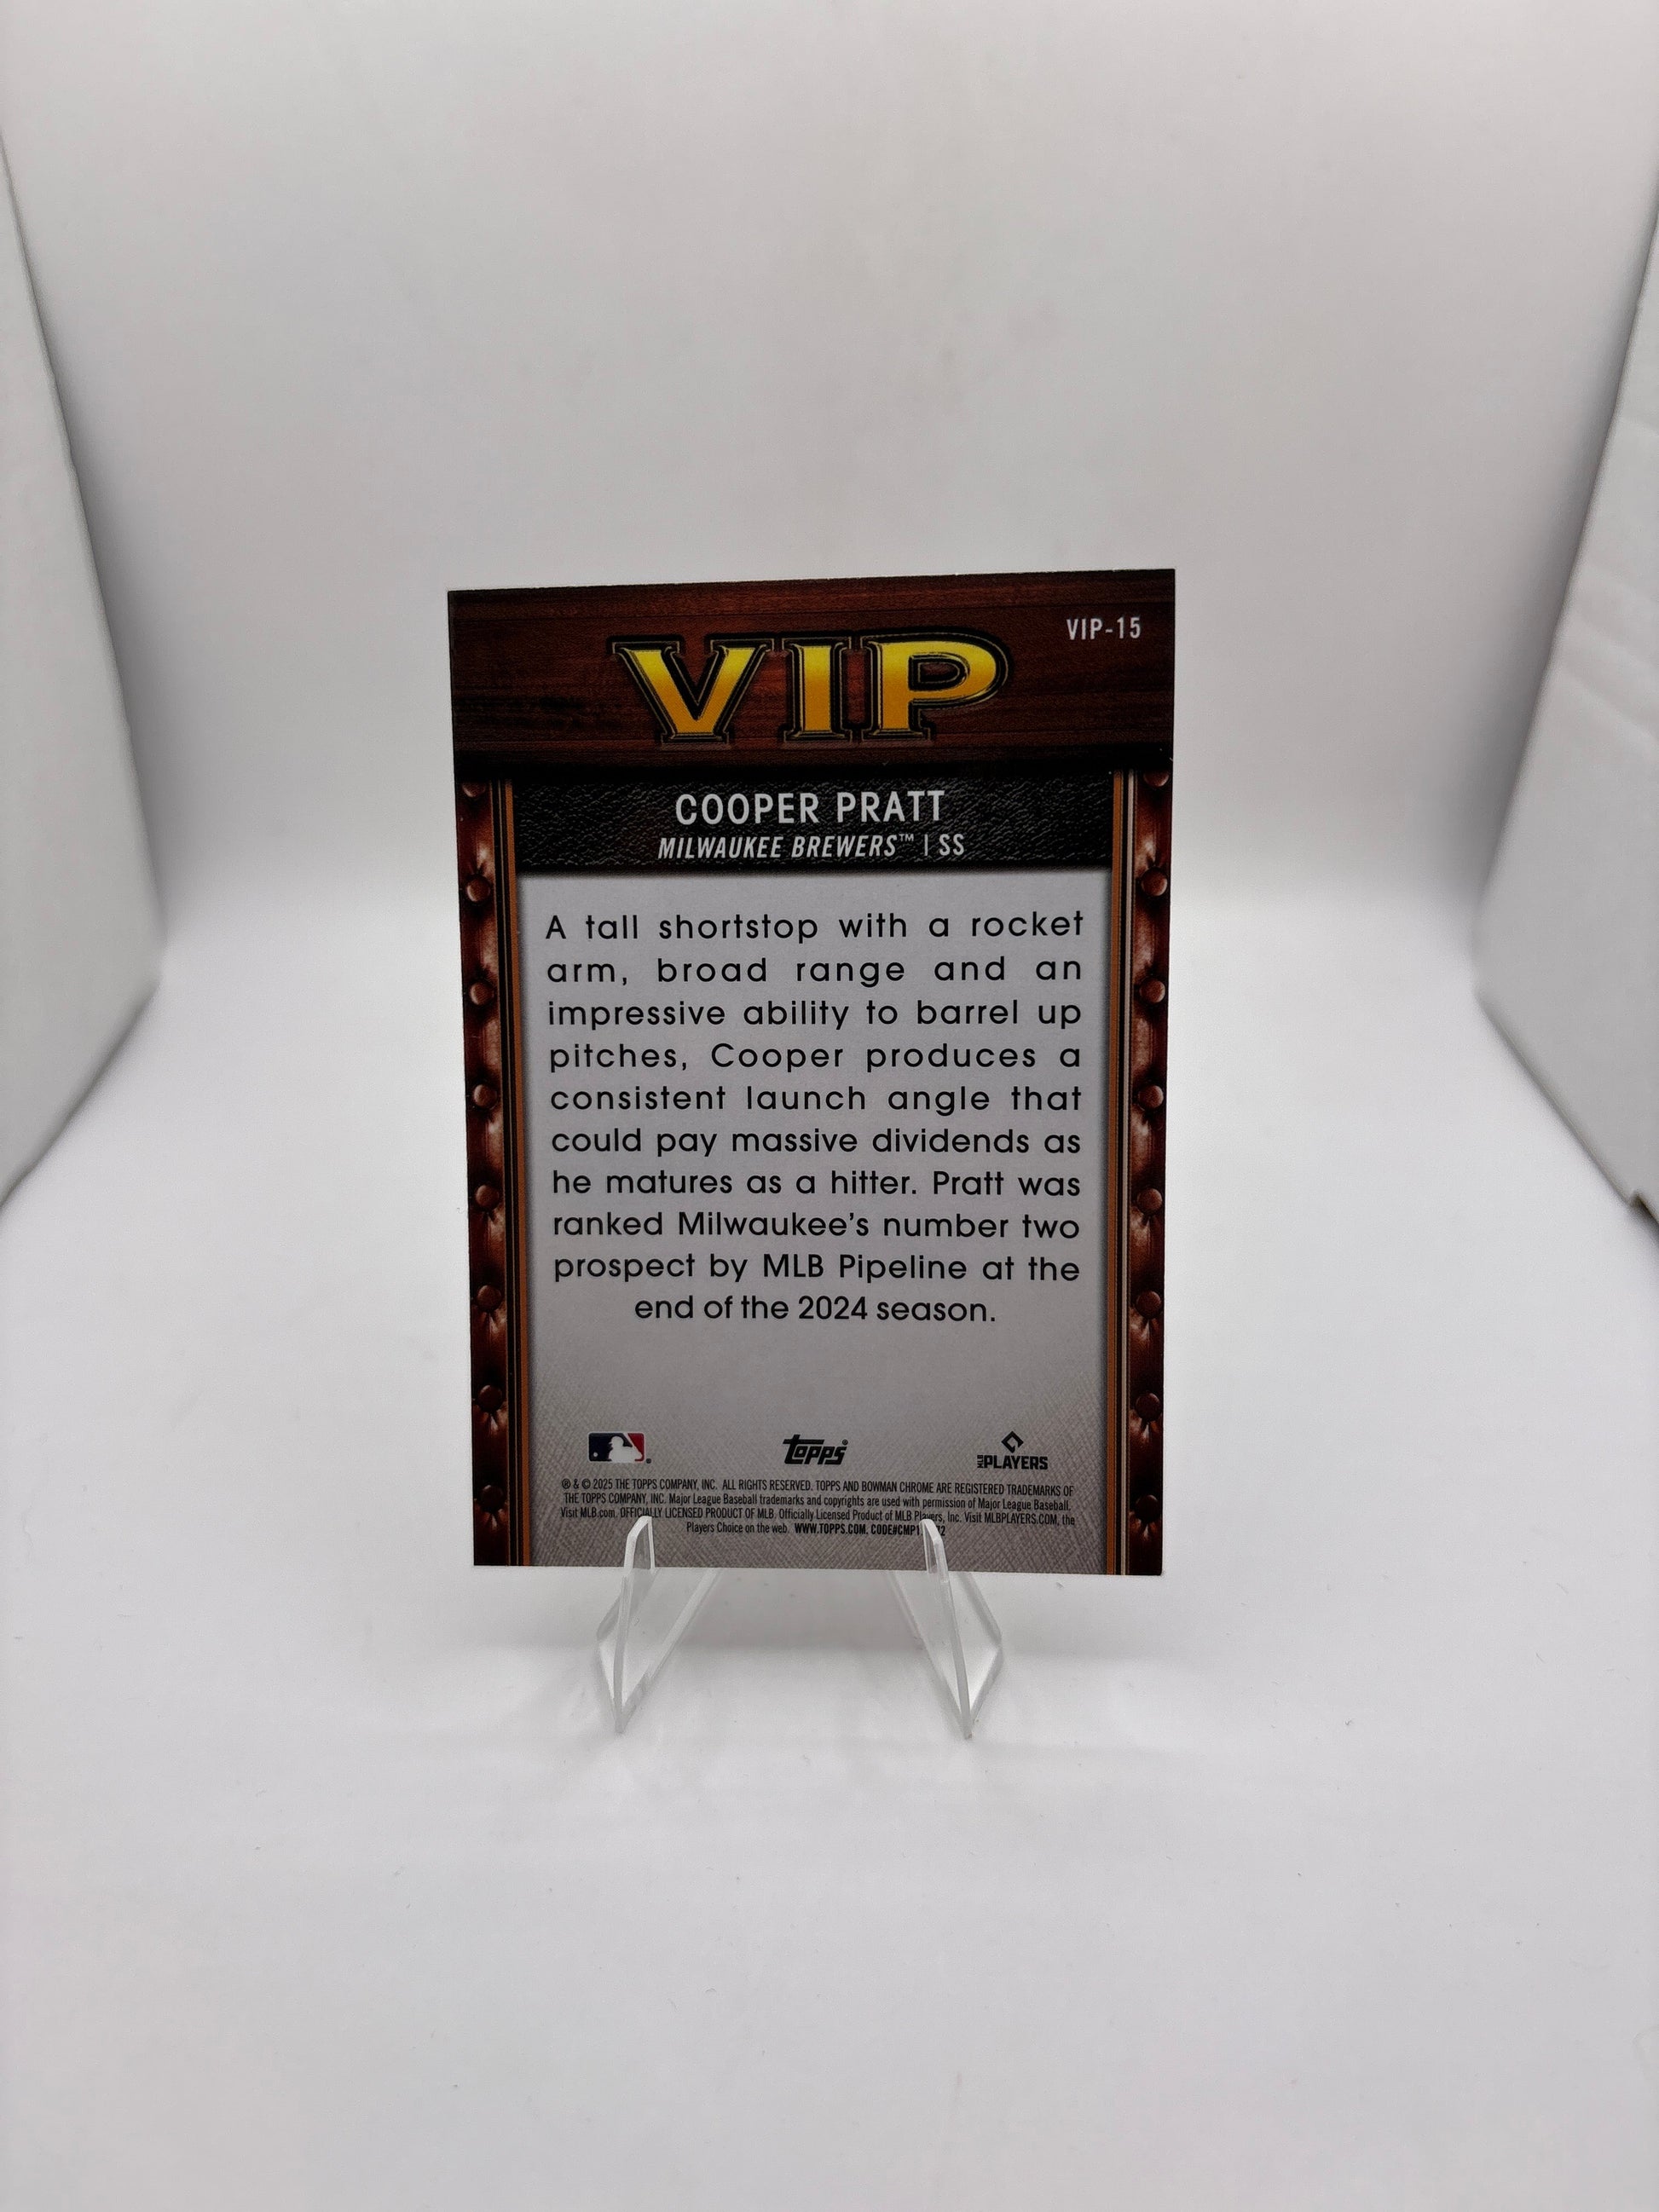 VIP-15
VIP
COOPER PRATT
MILWAUKEE BREWERS™ | SS
A tall shortstop with a rocket
arm, broad range and an
impressive ability to barrel up
pitches, Cooper produces a
consistent launch angle that
could pay massive dividends as
he matures as a hitter. Pratt was
ranked Milwaukee's number two
prospect by MLB Pipeline at the
end of the 2024 season.
topps®
MLB PLAYERS
® & © 2025 THE TOPPS COMPANY, INC. ALL RIGHTS RESERVED. TOPPS AND BOWMAN CHROME ARE REGISTERED TRADEMARKS OF
THE TOPPS COMPANY, INC. Major League Baseball trademarks and copyrights are used with permission of Major League Baseball.
Visit MLB.com. OFFICIALLY LICENSED PRODUCT OF MLB. Officially Licensed Product of MLB Players, Inc. Visit MLBPLAYERS.COM, the
Players Choice on the web. WWW.TOPPS.COM.